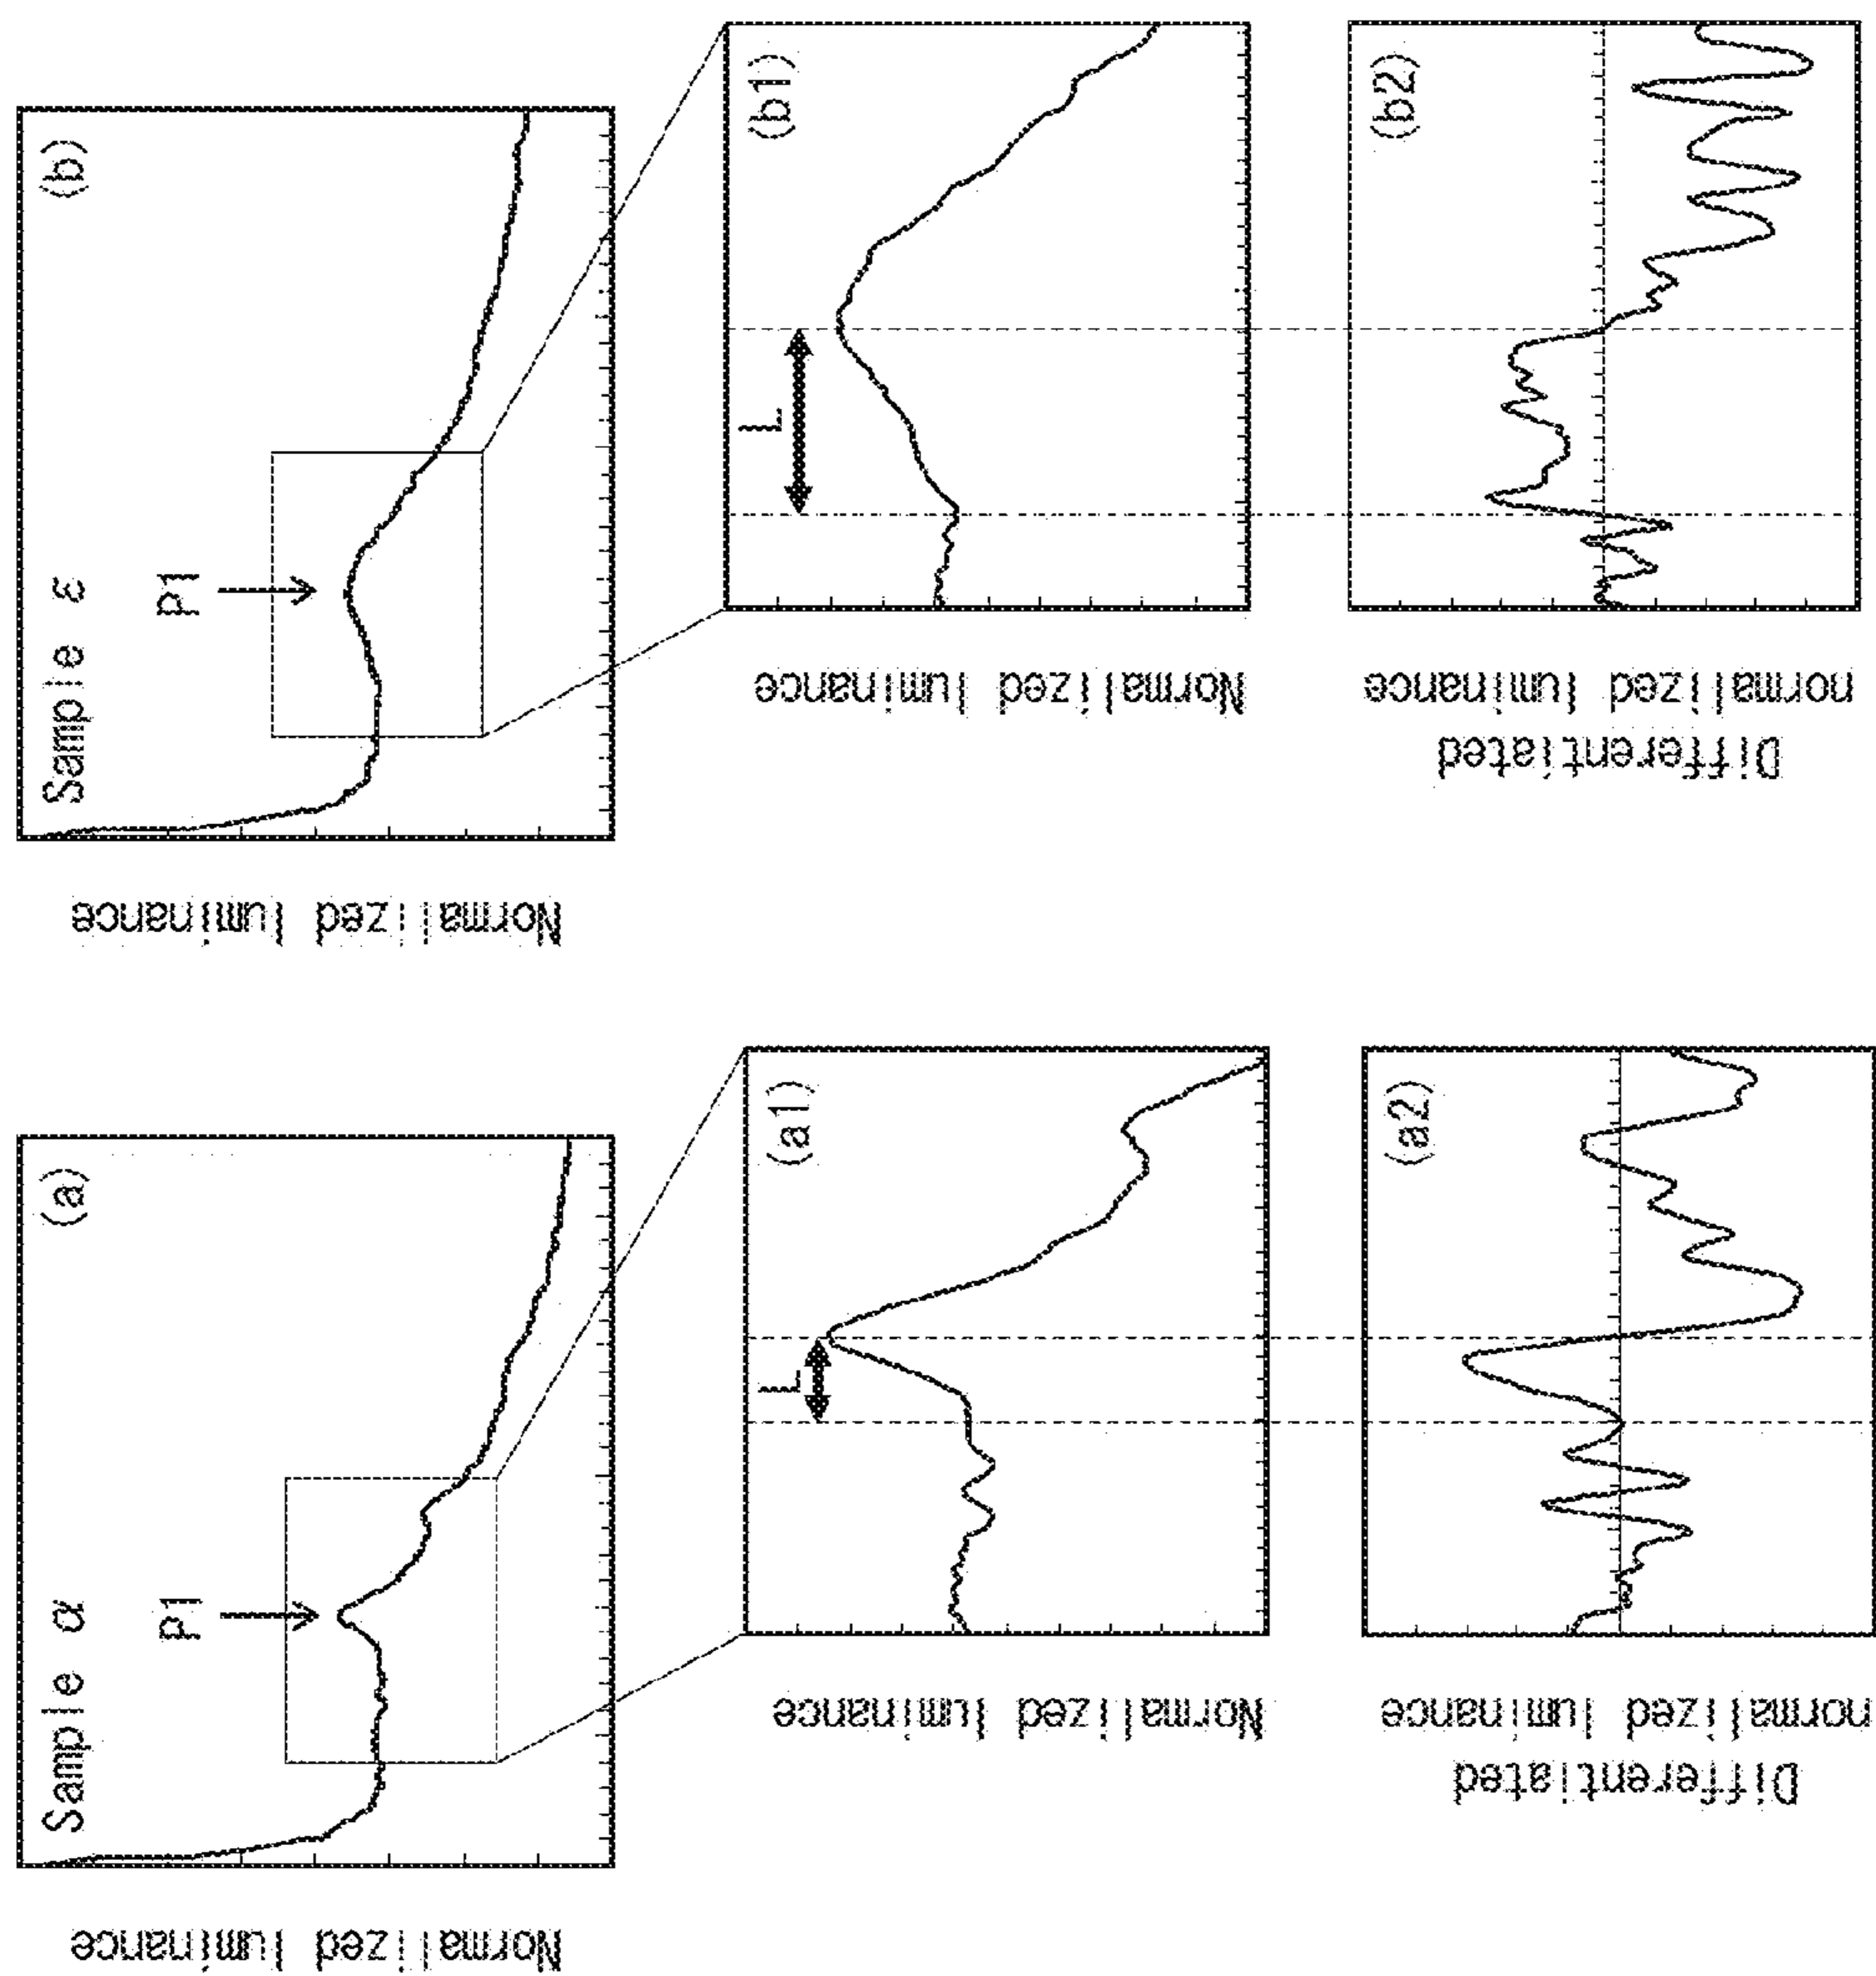 Sample α
(a)
P1
Normalized luminance
(a1)
L
Normalized luminance
(a2)
Differentiated
normalized luminance
Sample ε
(b)
P1
Normalized luminance
(b1)
L
Normalized luminance
(b2)
Differentiated
normalized luminance